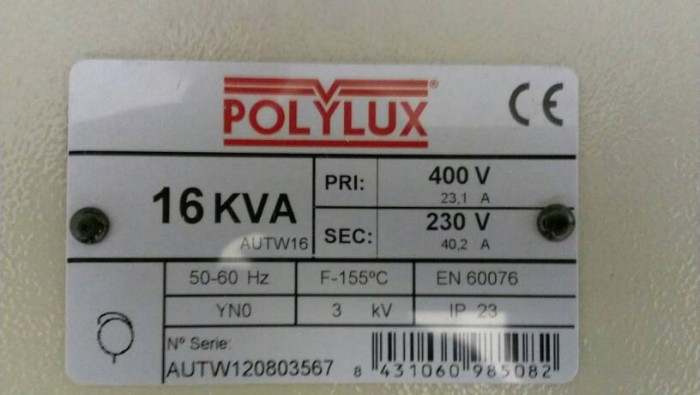 POLYLUX®
CE
16 KVA
AUTW16
PRI: 400 V
23,1 A
SEC: 230 V
40,2 A
50-60 Hz F-155ºC EN 60076
YN0 3 kV IP 23
Nº Serie:
AUTW120803567
8 431060 985082